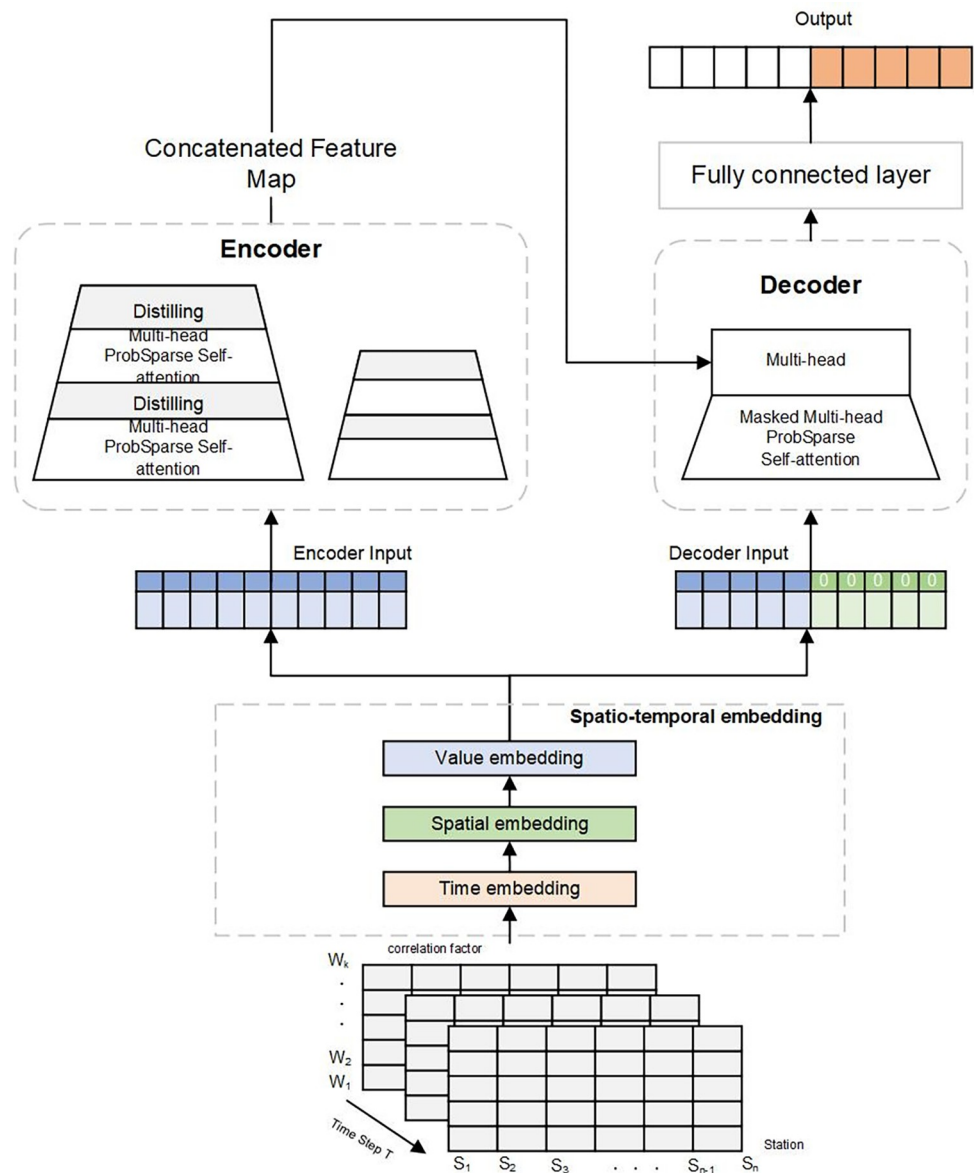 Output
Concatenated Feature
Map
Fully connected layer
Encoder
Distilling
Multi-head
ProbSparse Self-
attention
Distilling
Multi-head
ProbSparse Self-
attention
Decoder
Multi-head
Masked Multi-head
ProbSparse
Self-attention
Encoder Input
Decoder Input
0 0 0 0 0
Spatio-temporal embedding
Value embedding
Spatial embedding
Time embedding
correlation factor
Wk
.
.
.
W2
W1
Time Step T
Station
S1 S2 S3 . . . Sn-1 Sn